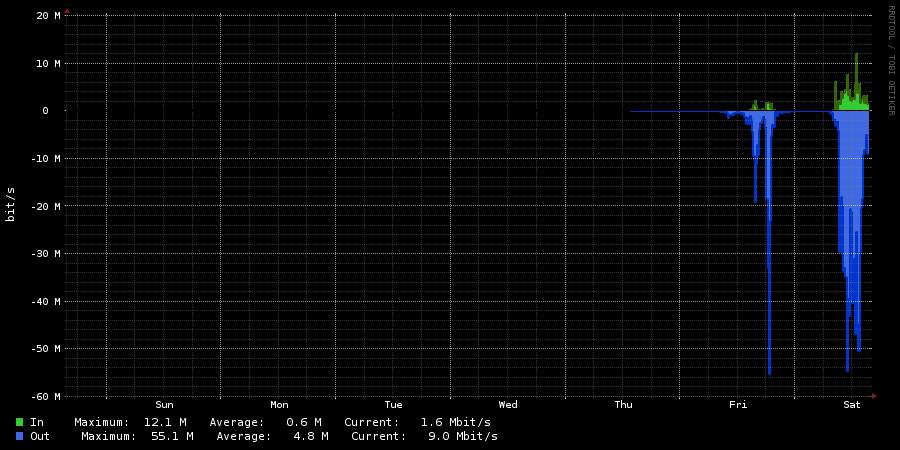 20 M
10 M
0
-10 M
-20 M
-30 M
-40 M
-50 M
-60 M
bit/s
RRDTOOL / TOBI OETIKER
Sun Mon Tue Wed Thu Fri Sat
In Maximum: 12.1 M Average: 0.6 M Current: 1.6 Mbit/s
Out Maximum: 55.1 M Average: 4.8 M Current: 9.0 Mbit/s